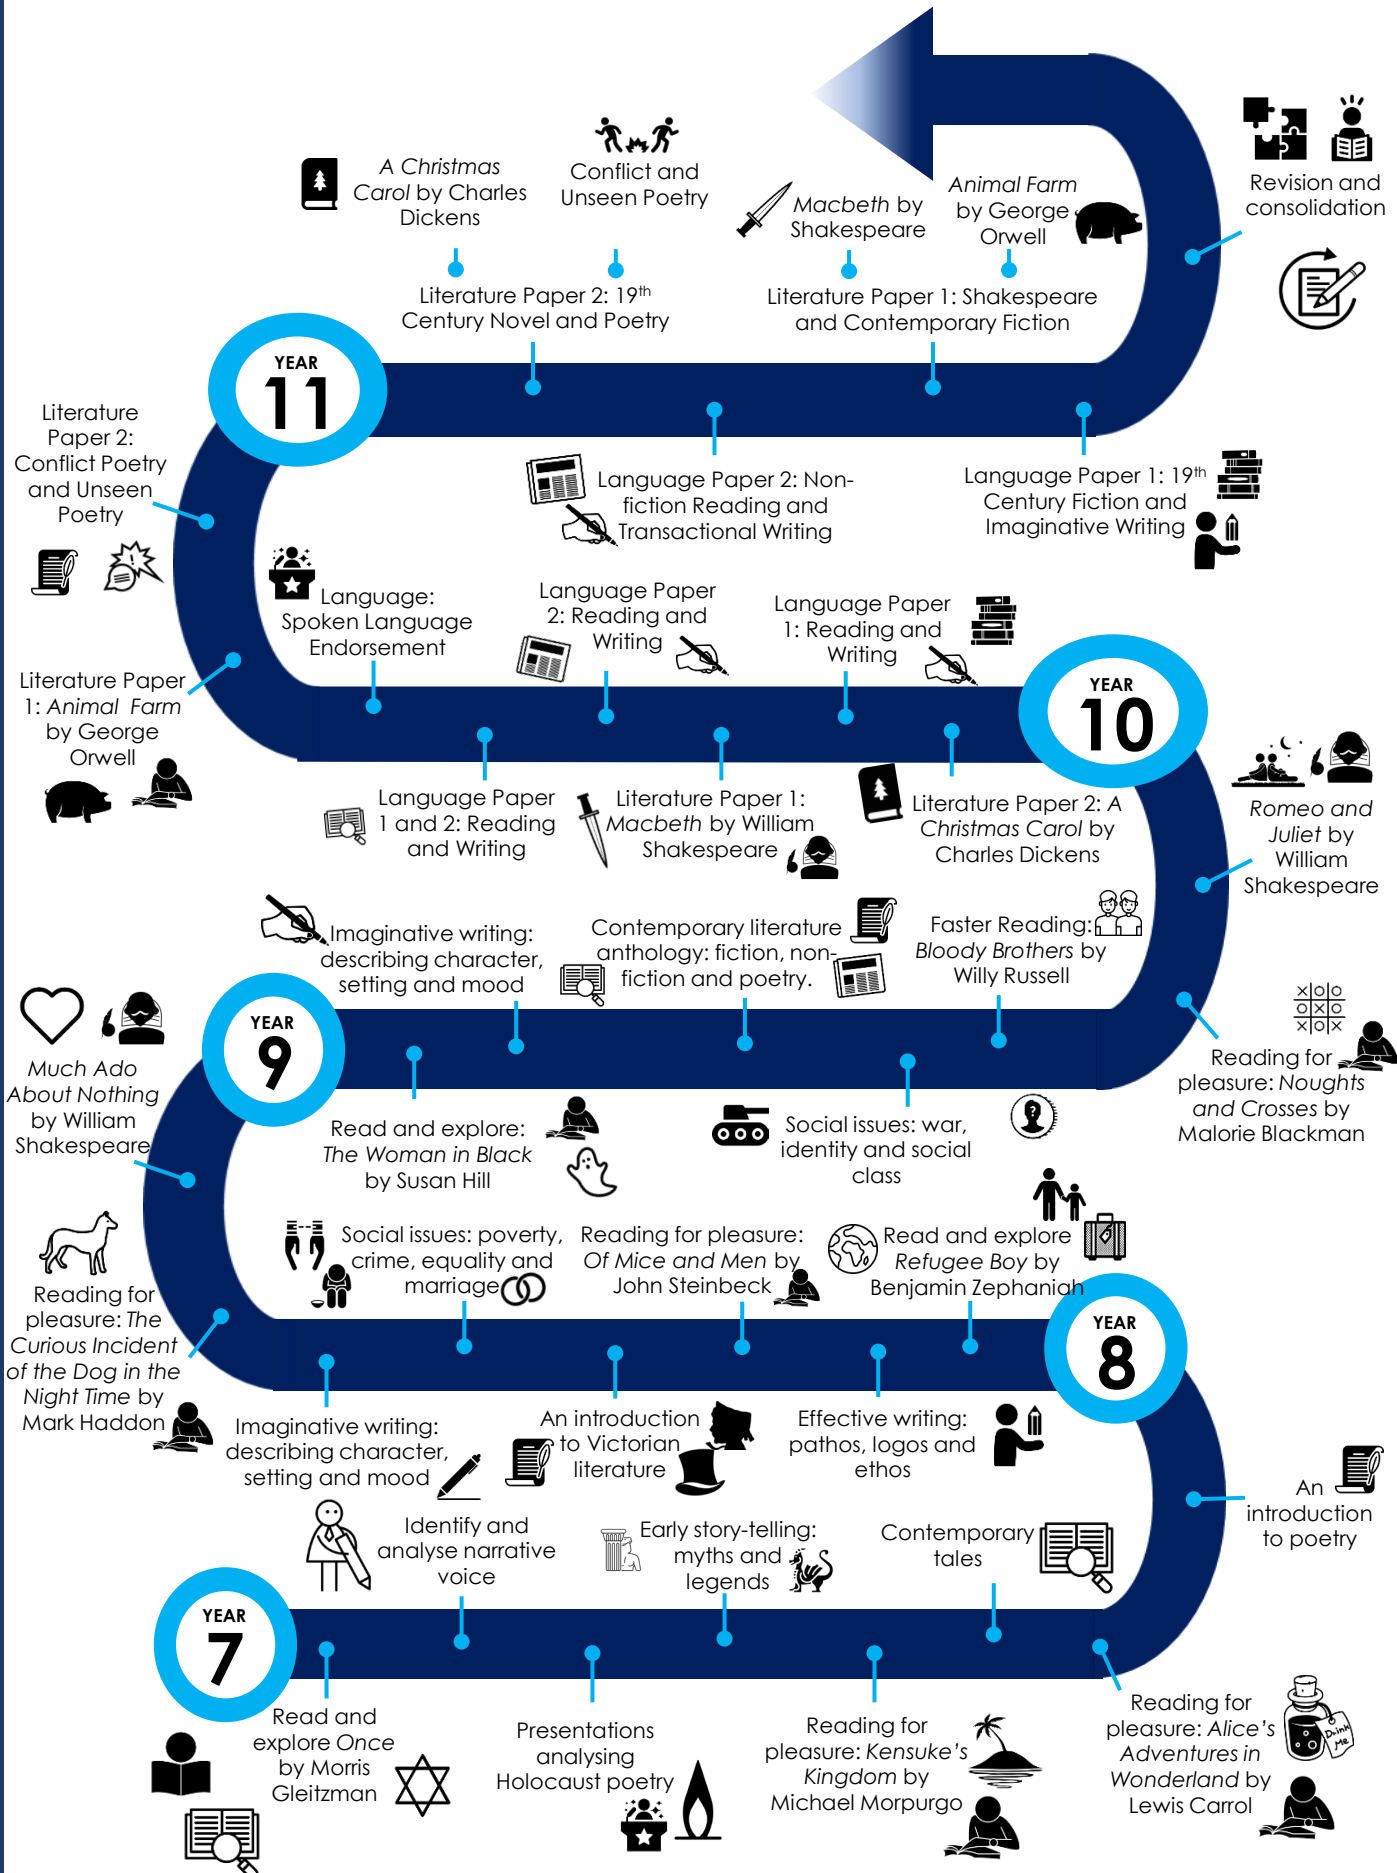 A Christmas
Carol by Charles
Dickens
Conflict and
Unseen Poetry
Macbeth by
Shakespeare
Animal Farm
by George
Orwell
Revision and
consolidation
Literature Paper 2: 19th
Century Novel and Poetry
Literature Paper 1: Shakespeare
and Contemporary Fiction
YEAR
11
Literature
Paper 2:
Conflict Poetry
and Unseen
Poetry
Language Paper 2: Non-
fiction Reading and
Transactional Writing
Language Paper 1: 19th
Century Fiction and
Imaginative Writing
Language:
Spoken Language
Endorsement
Language Paper
2: Reading and
Writing
Language Paper
1: Reading and
Writing
YEAR
10
Literature Paper
1: Animal Farm
by George
Orwell
Language Paper
1 and 2: Reading
and Writing
Literature Paper 1:
Macbeth by William
Shakespeare
Literature Paper 2: A
Christmas Carol by
Charles Dickens
Romeo and
Juliet by
William
Shakespeare
Imaginative writing:
describing character,
setting and mood
Contemporary literature
anthology: fiction, non-
fiction and poetry.
Faster Reading:
Bloody Brothers by
Willy Russell
YEAR
9
Much Ado
About Nothing
by William
Shakespeare
Read and explore:
The Woman in Black
by Susan Hill
Social issues: war,
identity and social
class
?
XOO
OXO
XOX
Reading for
pleasure: Noughts
and Crosses by
Malorie Blackman
Social issues: poverty,
crime, equality and
marriage
Reading for pleasure:
Of Mice and Men by
John Steinbeck
Read and explore
Refugee Boy by
Benjamin Zephaniah
YEAR
8
Reading for
pleasure: The
Curious Incident
of the Dog in the
Night Time by
Mark Haddon
Imaginative writing:
describing character,
setting and mood
An introduction
to Victorian
literature
Effective writing:
pathos, logos and
ethos
An
introduction
to poetry
Identify and
analyse narrative
voice
Early story-telling:
myths and
legends
Contemporary
tales
YEAR
7
Read and
explore Once
by Morris
Gleitzman
Presentations
analysing
Holocaust poetry
Reading for
pleasure: Kensuke's
Kingdom by
Michael Morpurgo
Reading for
pleasure: Alice's
Adventures in
Wonderland by
Lewis Carrol
Drink
Me